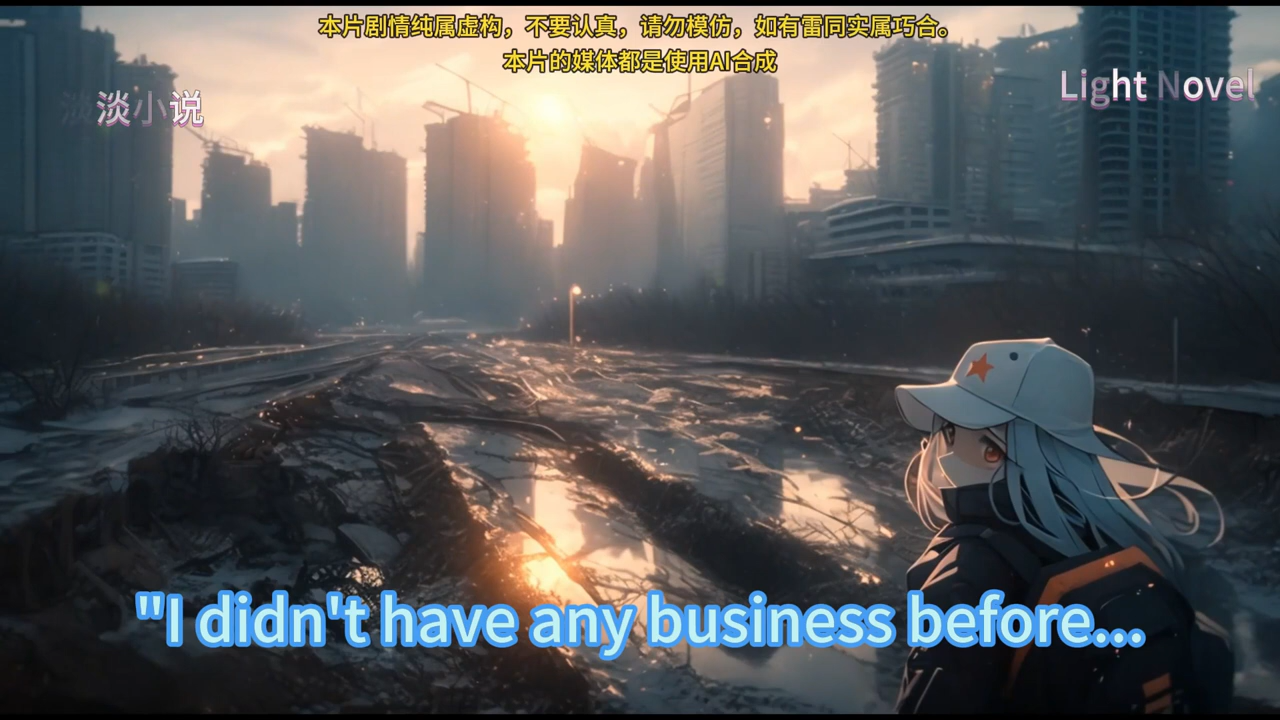 本片剧情纯属虚构，不要认真，请勿模仿，如有雷同实属巧合。
本片的媒体都是使用AI合成
淡淡小说
Light Novel
"I didn't have any business before...